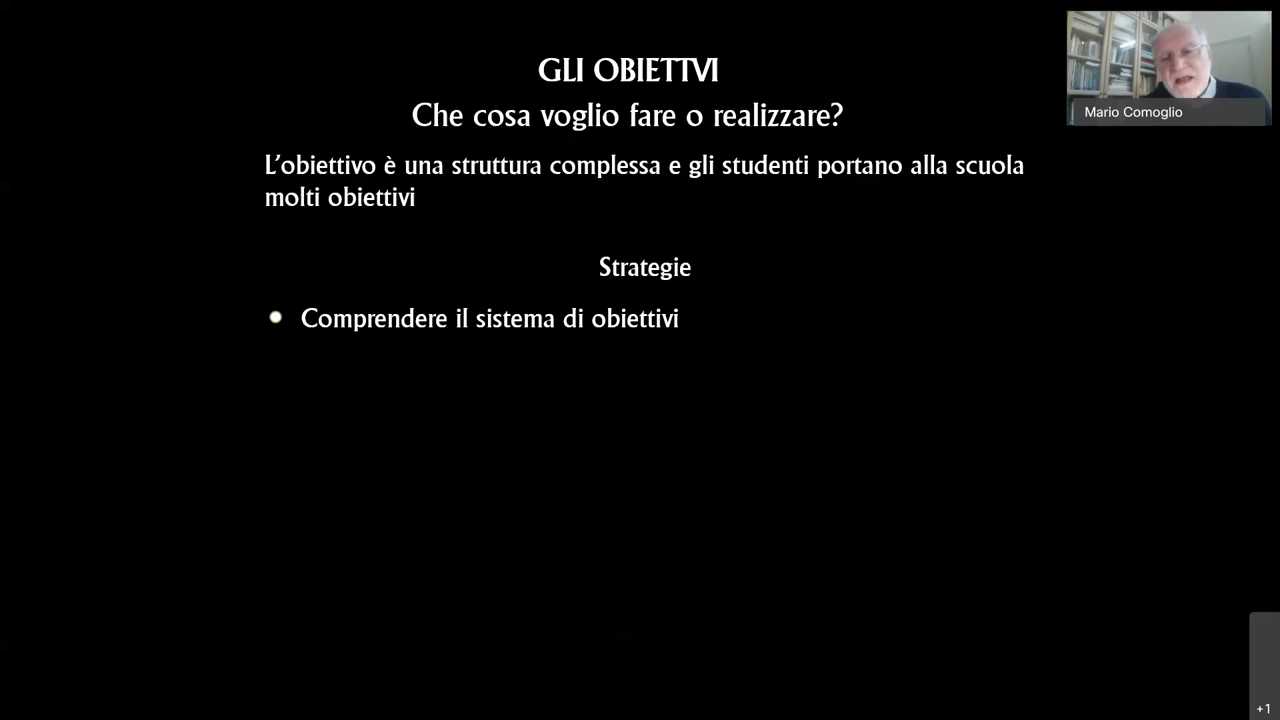 GLI OBIETTVI
Che cosa voglio fare o realizzare?
L'obiettivo è una struttura complessa e gli studenti portano alla scuola
molti obiettivi
Strategie
Comprendere il sistema di obiettivi
Mario Comoglio
+1